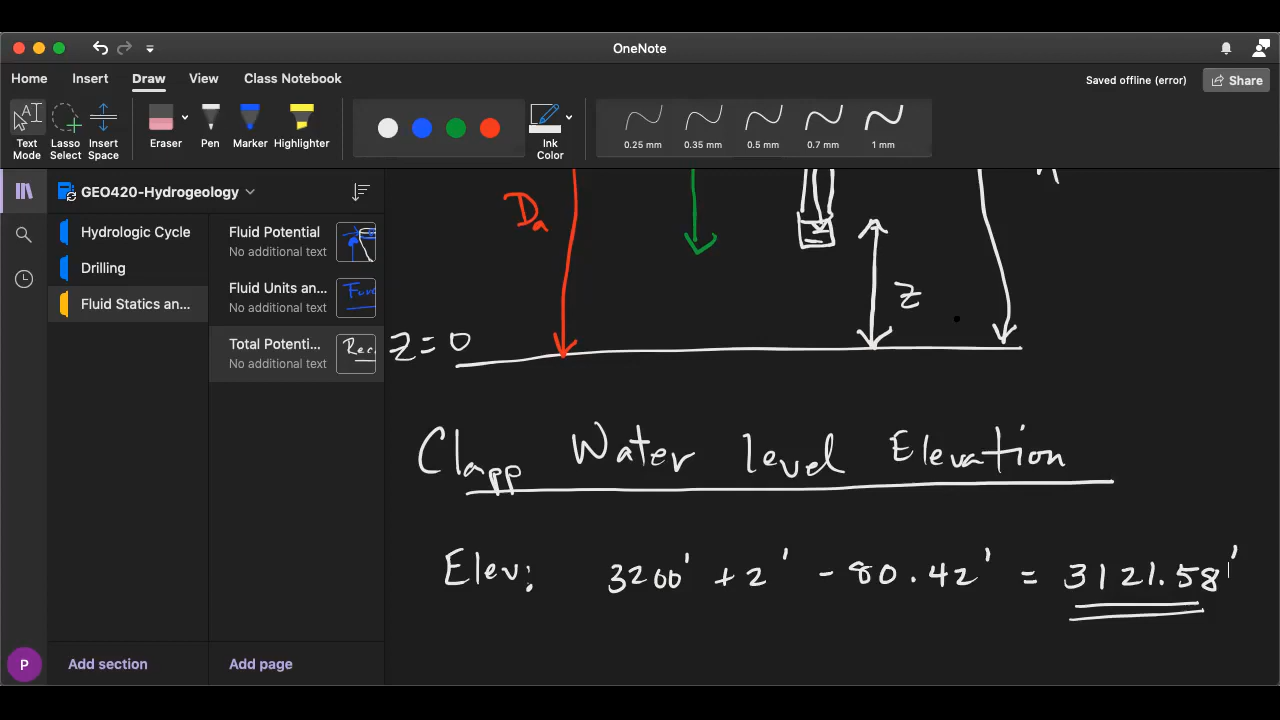 OneNote
Home Insert Draw View Class Notebook
Saved offline (error) Share
Text Mode
Lasso Select
Insert Space
Eraser
Pen
Marker
Highlighter
Ink Color
0.25 mm 0.35 mm 0.5 mm 0.7 mm 1 mm
GEO420-Hydrogeology
Hydrologic Cycle
Drilling
Fluid Statics an...
Fluid Potential
No additional text
Fluid Units an...
No additional text
Total Potenti...
No additional text
Rec
Da
z
z = 0
Clapp Water level Elevation
Elev: 3200' + 2' - 80.42' = 3121.58'
P
Add section
Add page